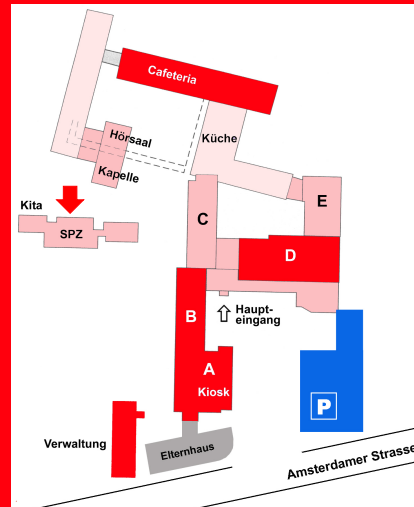 Cafeteria
Hörsaal
Küche
Kapelle
Kita
SPZ
C
E
D
B
Haupt-
eingang
A
Kiosk
P
Verwaltung
Elternhaus
Amsterdamer Strasse